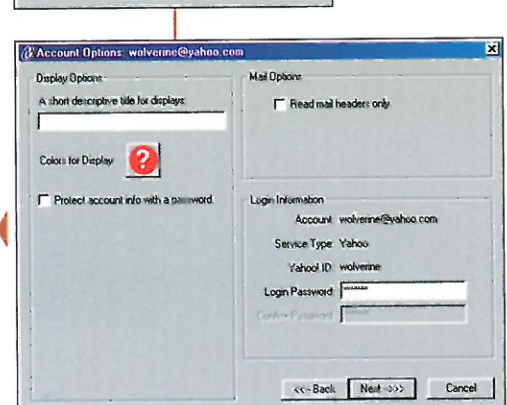 Account Options: wolverine@yahoo.com
Display Options
A short descriptive title for displays:
Colors for Display
?
Protect account info with a password.
Mail Options
Read mail headers only
Login Information
Account: wolverine@yahoo.com
Service Type: Yahoo
Yahoo! ID: wolverine
Login Password:
Confirm Password:
<<- Back
Next ->>>
Cancel